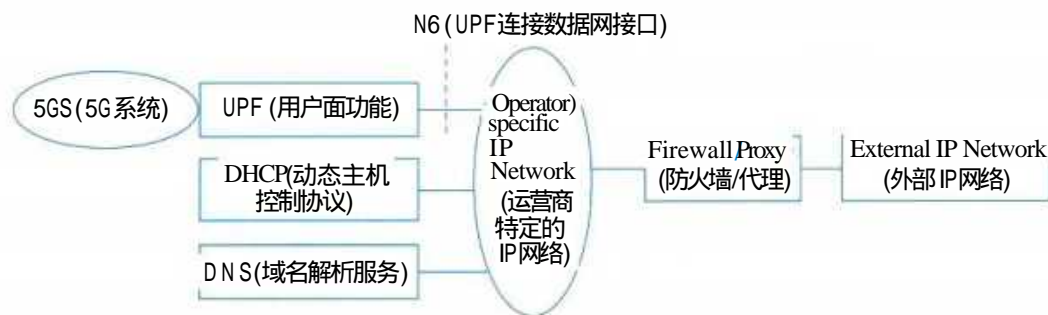 N6(UPF连接数据网接口)
5GS(5G系统)
UPF(用户面功能)
DHCP(动态主机
控制协议)
DNS(域名解析服务)
Operator)
specific
IP
Network
(运营商
特定的
IP网络)
Firewall/Proxy
(防火墙/代理)
External IP Network
(外部IP网络)